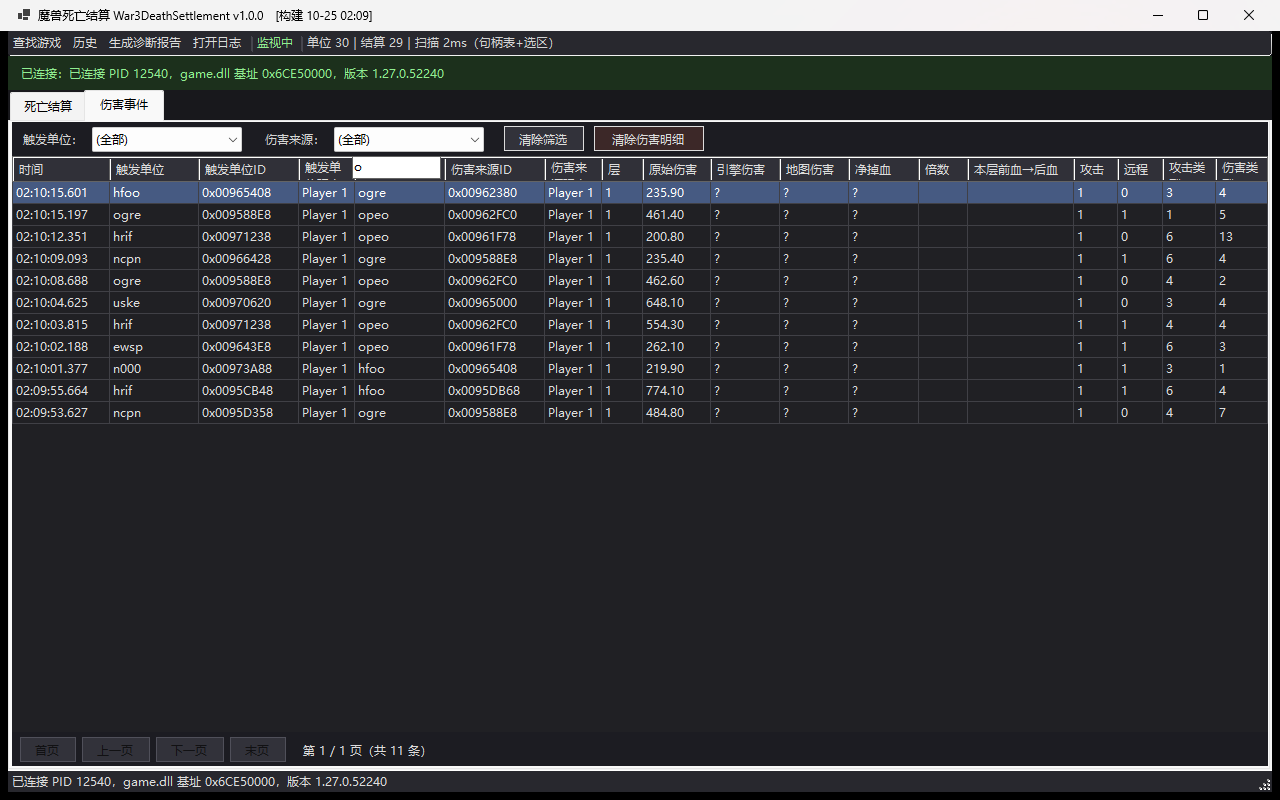 魔兽死亡结算 War3DeathSettlement v1.0.0 [构建 10-25 02:09]
查找游戏 历史 生成诊断报告 打开日志 监视中 单位 30 | 结算 29 | 扫描 2ms（句柄表+选区）
已连接：已连接 PID 12540，game.dll 基址 0x6CE50000，版本 1.27.0.52240
死亡结算 伤害事件
触发单位： (全部) 伤害来源： (全部) 清除筛选 清除伤害明细
时间 触发单位 触发单位ID 触发单 o 伤害来源ID 伤害来 层 原始伤害 引擎伤害 地图伤害 净掉血 倍数 本层前血→后血 攻击 远程 攻击类 伤害类
02:10:15.601 hfoo 0x00965408 Player 1 ogre 0x00962380 Player 1 1 235.90 ? ? ? 1 0 3 4
02:10:15.197 ogre 0x009588E8 Player 1 opeo 0x00962FC0 Player 1 1 461.40 ? ? ? 1 1 1 5
02:10:12.351 hrif 0x00971238 Player 1 opeo 0x00961F78 Player 1 1 200.80 ? ? ? 1 0 6 13
02:10:09.093 ncpn 0x00966428 Player 1 ogre 0x009588E8 Player 1 1 235.40 ? ? ? 1 1 6 4
02:10:08.688 ogre 0x009588E8 Player 1 opeo 0x00962FC0 Player 1 1 462.60 ? ? ? 1 0 4 2
02:10:04.625 uske 0x00970620 Player 1 ogre 0x00965000 Player 1 1 648.10 ? ? ? 1 0 3 4
02:10:03.815 hrif 0x00971238 Player 1 opeo 0x00962FC0 Player 1 1 554.30 ? ? ? 1 1 4 4
02:10:02.188 ewsp 0x009643E8 Player 1 opeo 0x00961F78 Player 1 1 262.10 ? ? ? 1 1 6 3
02:10:01.377 n000 0x00973A88 Player 1 hfoo 0x00965408 Player 1 1 219.90 ? ? ? 1 1 3 1
02:09:55.664 hrif 0x0095CB48 Player 1 hfoo 0x0095DB68 Player 1 1 774.10 ? ? ? 1 1 6 4
02:09:53.627 ncpn 0x0095D358 Player 1 ogre 0x009588E8 Player 1 1 484.80 ? ? ? 1 0 4 7
首页 上一页 下一页 末页 第 1 / 1 页（共 11 条）
已连接 PID 12540，game.dll 基址 0x6CE50000，版本 1.27.0.52240